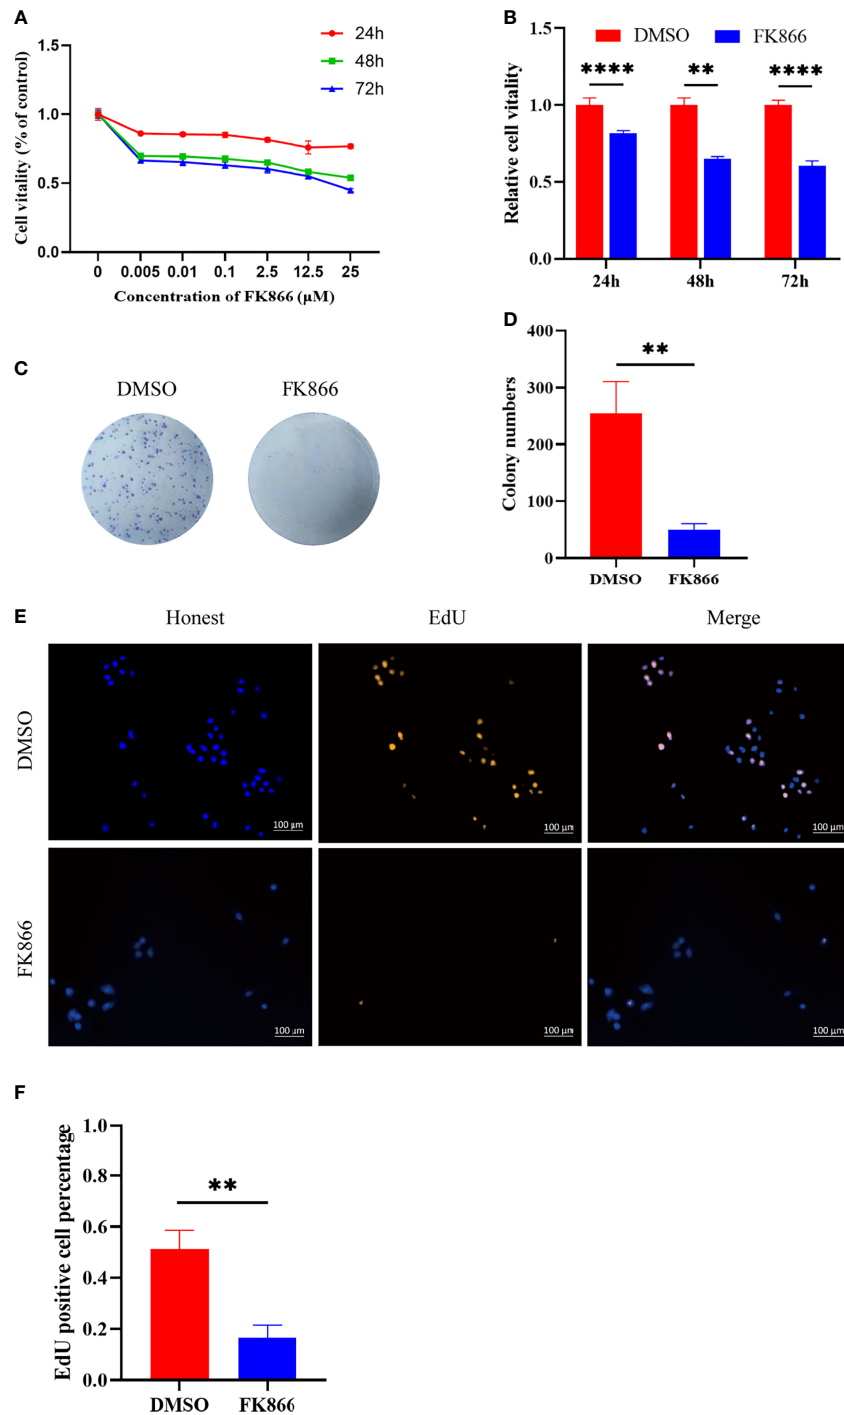 A
24h
48h
72h
Cell vitality (% of control)
1.5
1.0
0.5
0.0
0 0.005 0.01 0.1 2.5 12.5 25
Concentration of FK866 (μM)
B
DMSO FK866
Relative cell vitality
1.5
1.0
0.5
0.0
**** ** ****
24h 48h 72h
C
DMSO FK866
D
Colony numbers
400
300
200
100
0
**
DMSO FK866
E
Honest EdU Merge
DMSO
100 μm 100 μm 100 μm
FK866
100 μm 100 μm 100 μm
F
EdU positive cell percentage
1.0
0.8
0.6
0.4
0.2
0.0
**
DMSO FK866